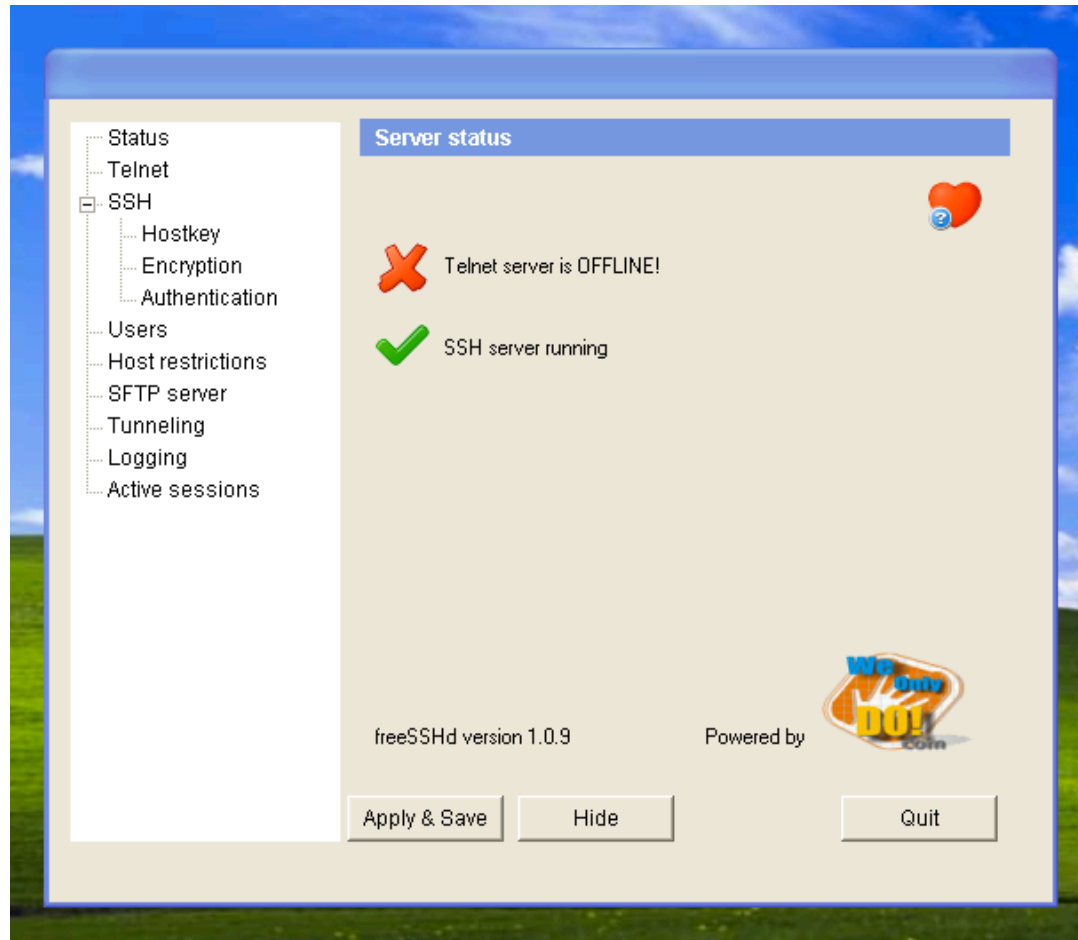 Status
Telnet
SSH
Hostkey
Encryption
Authentication
Users
Host restrictions
SFTP server
Tunneling
Logging
Active sessions
Server status
?
Telnet server is OFFLINE!
SSH server running
freeSSHd version 1.0.9
Powered by
We
Only
DO!
.com
Apply & Save
Hide
Quit